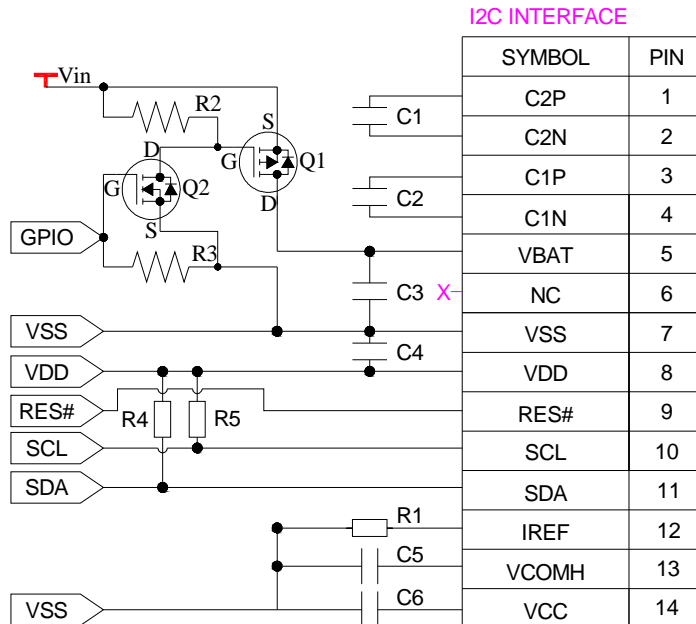 I2C INTERFACE
SYMBOL PIN
Vin
R2
C1
C2P 1
S
D
G
Q1
C2N 2
G
Q2
C1P 3
D
C2
C1N 4
S
GPIO
R3
VBAT 5
C3
X
NC 6
VSS
VSS 7
C4
VDD
VDD 8
RES#
R4
R5
RES# 9
SCL
SCL 10
SDA
SDA 11
R1
IREF 12
C5
VCOMH 13
C6
VSS
VCC 14